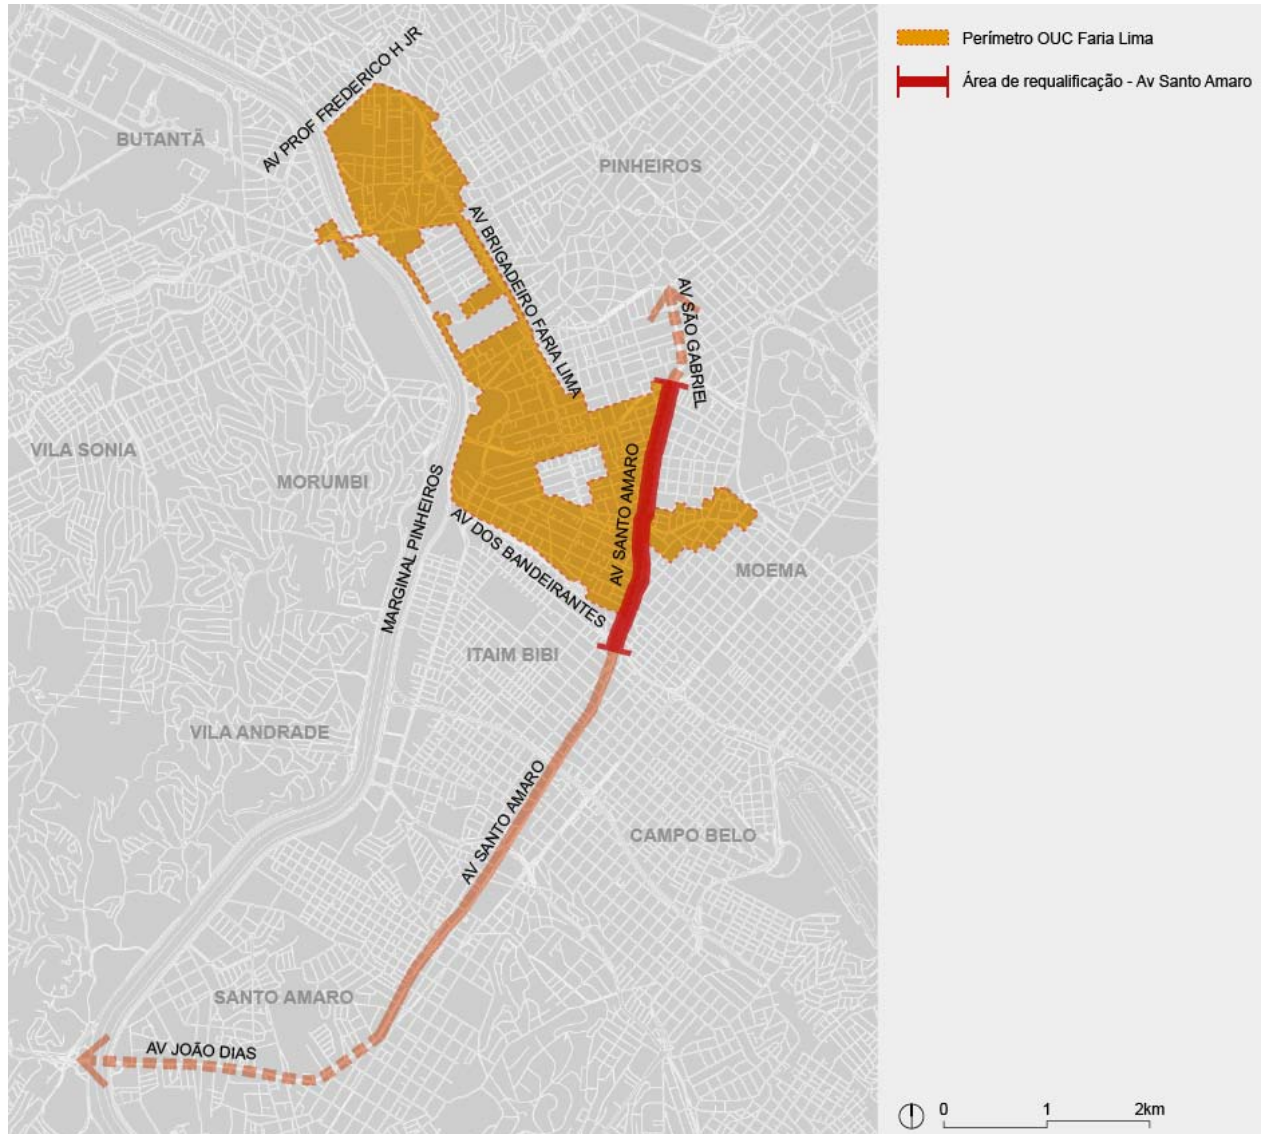 Perímetro OUC Faria Lima
Área de requalificação - Av Santo Amaro
AV PROF FREDERICO H JR
BUTANTÃ
PINHEIROS
AV BRIGADEIRO FARIA LIMA
AV SÃO GABRIEL
VILA SONIA
MORUMBI
MARGINAL PINHEIROS
AV SANTO AMARO
AV DOS BANDEIRANTES
MOEMA
ITAIM BIBI
VILA ANDRADE
AV SANTO AMARO
CAMPO BELO
SANTO AMARO
AV JOÃO DIAS
0 1 2km